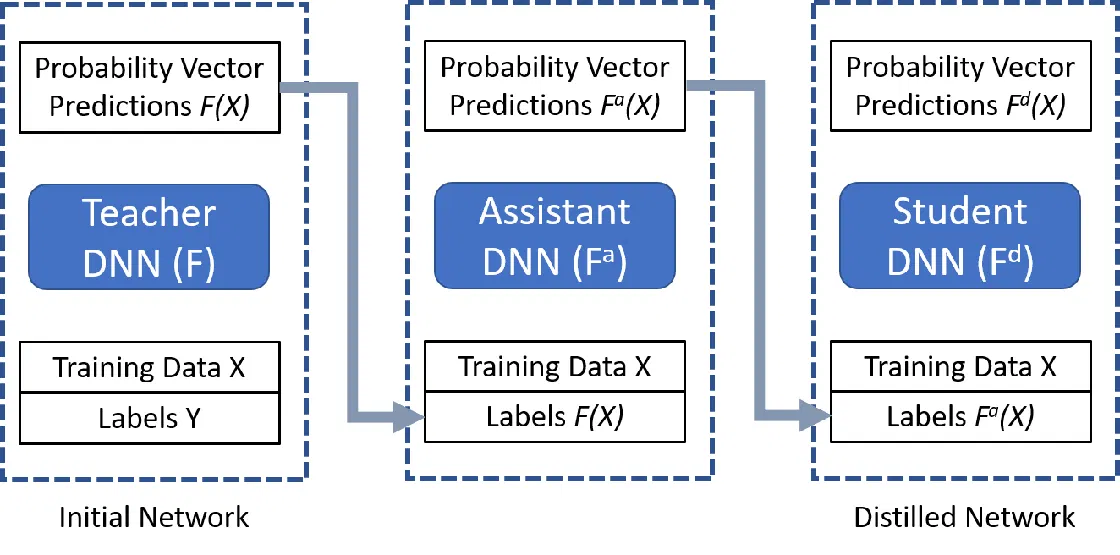 Probability Vector
Predictions F(X)
Teacher
DNN (F)
Training Data X
Labels Y
Initial Network
Probability Vector
Predictions Fᵃ(X)
Assistant
DNN (Fᵃ)
Training Data X
Labels F(X)
Probability Vector
Predictions Fᵈ(X)
Student
DNN (Fᵈ)
Training Data X
Labels Fᵃ(X)
Distilled Network